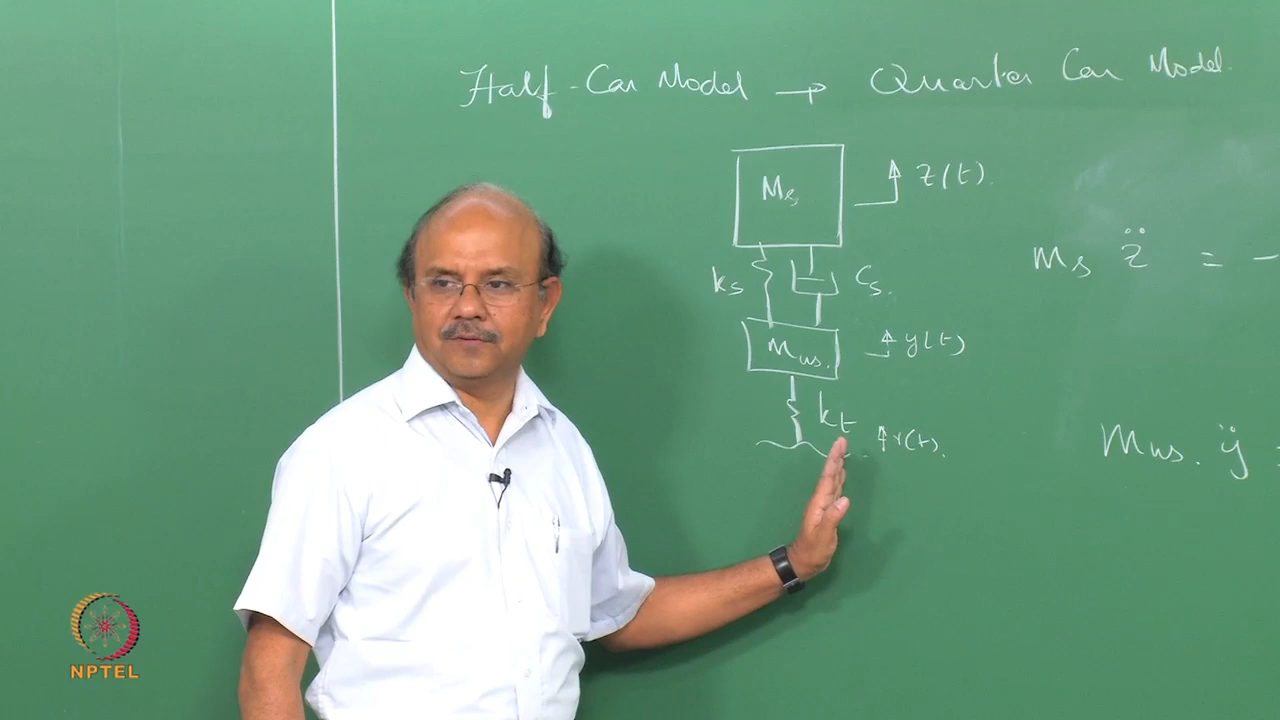 Half-Car Model → Quarter Car Model.
Ms
z(t).
ks
Cs.
Ms z̈ = -
Mus.
y(t)
kt
r(t).
Mus. ÿ =
NPTEL